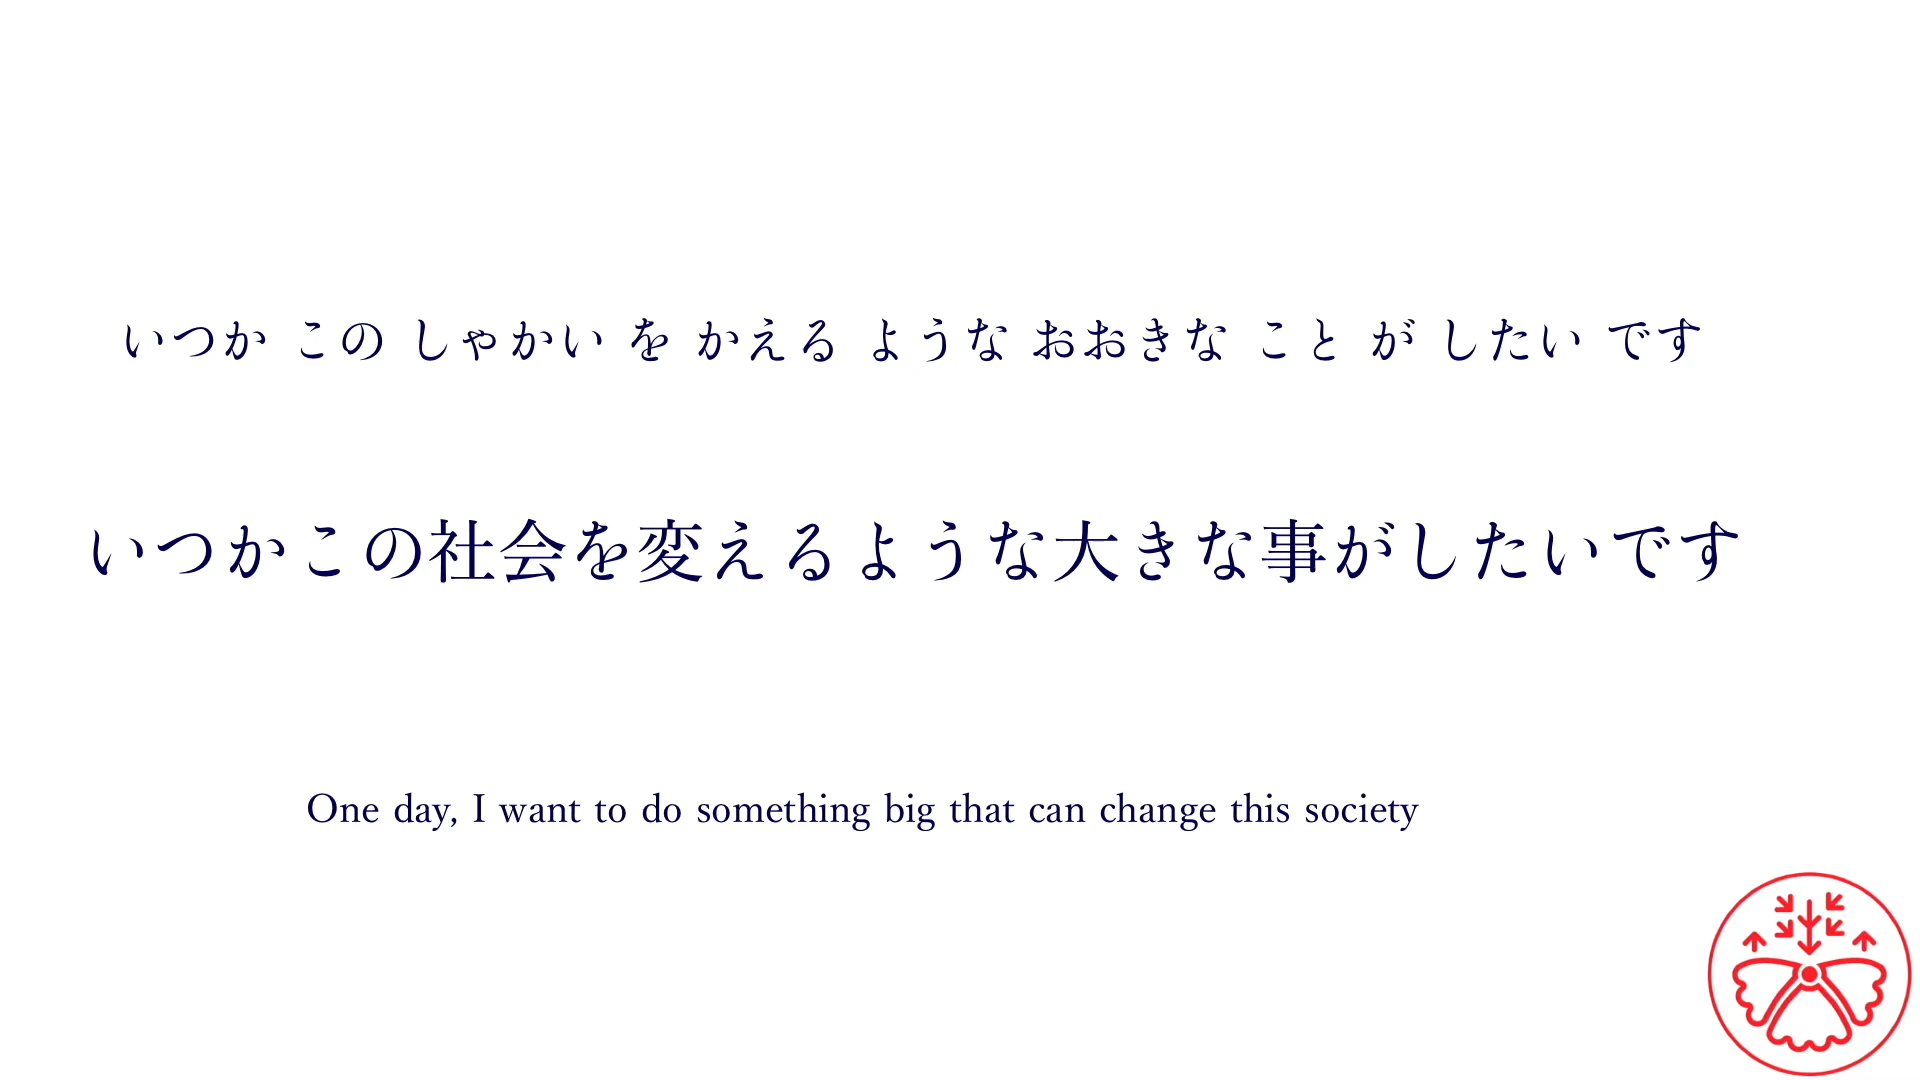 いつか この しゃかい を かえる ような おおきな こと が したい です
いつかこの社会を変えるような大きな事がしたいです
One day, I want to do something big that can change this society